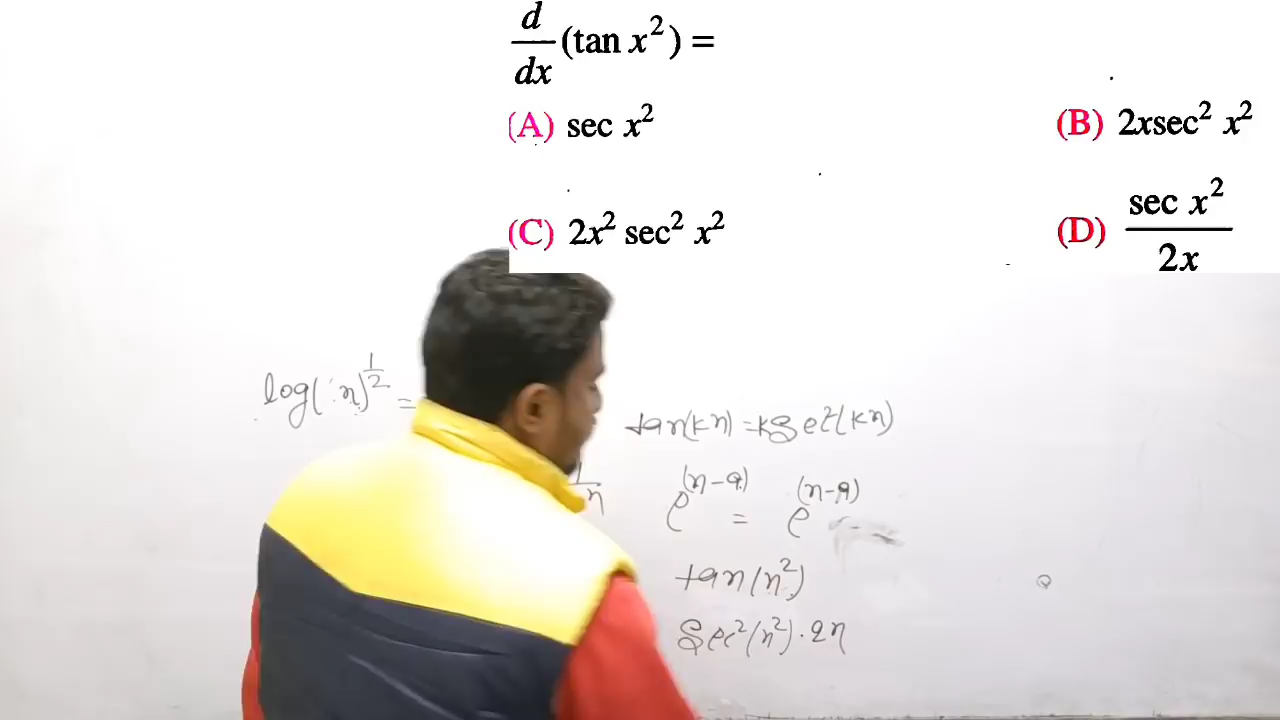 d/dx (tan x²) =
(A) sec x²
(B) 2xsec² x²
(C) 2x² sec² x²
(D) sec x² / 2x
log(x)^1/2 =
tan(kx) = k sec²(kx)
1/x
e^(x-a) = e^(x-a)
tan(x²)
sec²(x²)·2x